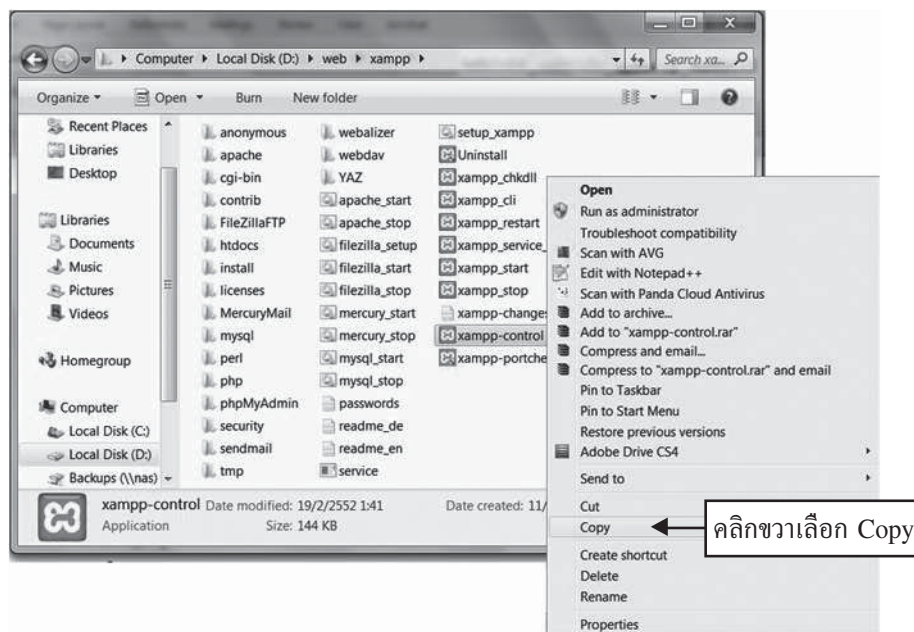 Computer ▸ Local Disk (D:) ▸ web ▸ xampp ▸
Search xa...
Organize Open Burn New folder
Recent Places
Libraries
Desktop
Libraries
Documents
Music
Pictures
Videos
Homegroup
Computer
Local Disk (C:)
Local Disk (D:)
Backups (\\nas)
anonymous
apache
cgi-bin
contrib
FileZillaFTP
htdocs
install
licenses
MercuryMail
mysql
perl
php
phpMyAdmin
security
sendmail
tmp
webalizer
webdav
YAZ
apache_start
apache_stop
filezilla_setup
filezilla_start
filezilla_stop
mercury_start
mercury_stop
mysql_start
mysql_stop
passwords
readme_de
readme_en
service
setup_xampp
Uninstall
xampp_chkdll
xampp_cli
xampp_restart
xampp_service_
xampp_start
xampp_stop
xampp-changes
xampp-control
xampp-portche
Open
Run as administrator
Troubleshoot compatibility
Scan with AVG
Edit with Notepad++
Scan with Panda Cloud Antivirus
Add to archive...
Add to "xampp-control.rar"
Compress and email...
Compress to "xampp-control.rar" and email
Pin to Taskbar
Pin to Start Menu
Restore previous versions
Adobe Drive CS4
Send to
Cut
Copy
Create shortcut
Delete
Rename
Properties
คลิกขวาเลือก Copy
xampp-control Date modified: 19/2/2552 1:41 Date created: 11/
Application Size: 144 KB